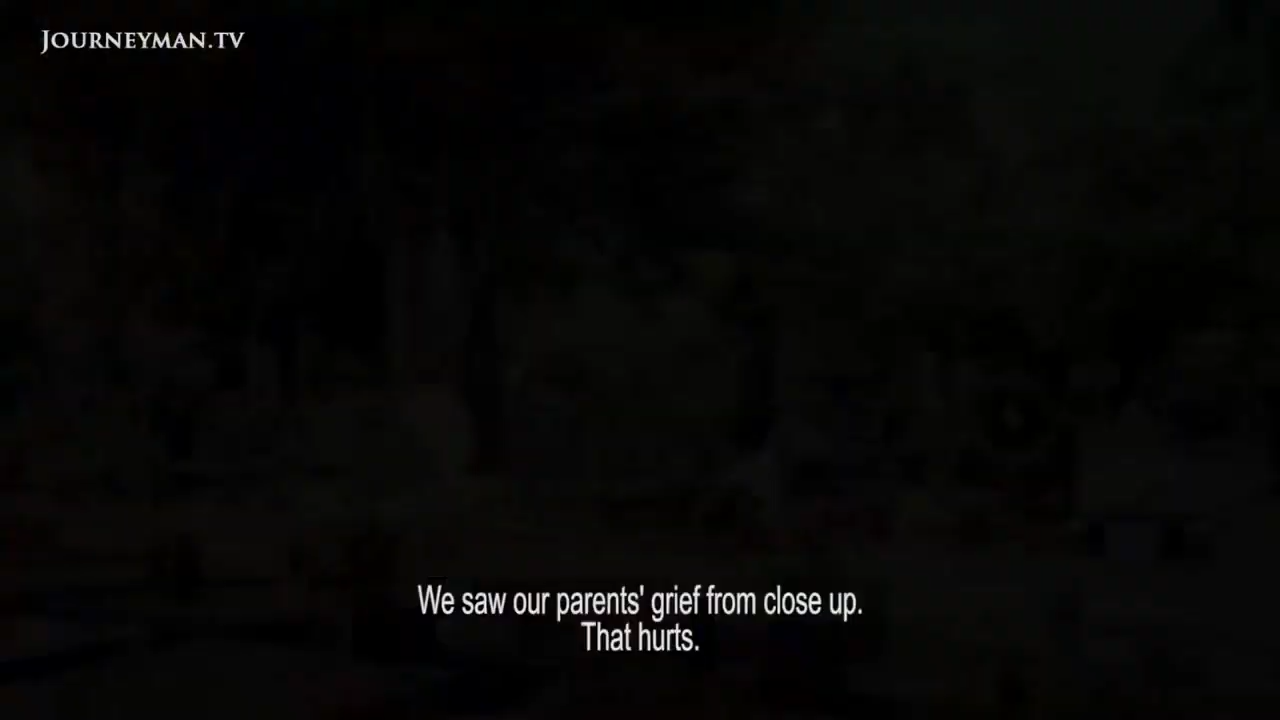 JOURNEYMAN.TV
We saw our parents' grief from close up.
That hurts.